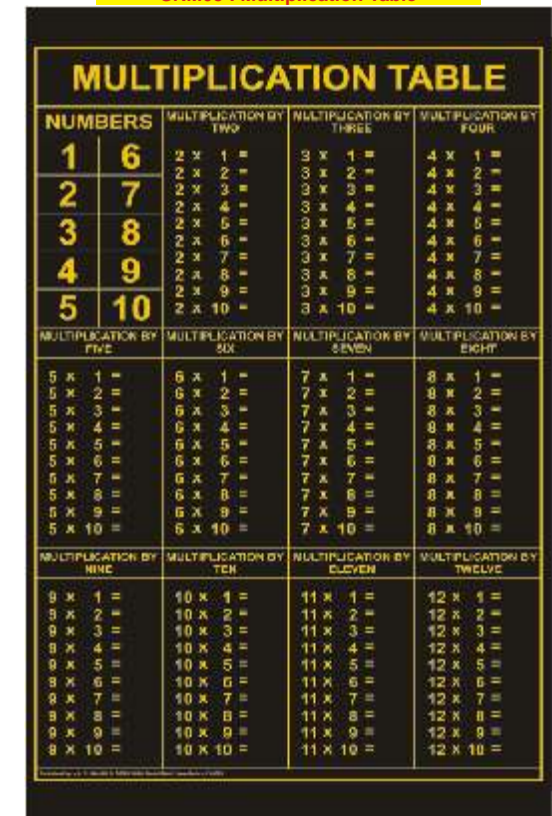 Multiplication Table
MULTIPLICATION TABLE
NUMBERS
1 6
2 7
3 8
4 9
5 10
MULTIPLICATION BY
TWO
2 x 1 =
2 x 2 =
2 x 3 =
2 x 4 =
2 x 5 =
2 x 6 =
2 x 7 =
2 x 8 =
2 x 9 =
2 x 10 =
MULTIPLICATION BY
THREE
3 x 1 =
3 x 2 =
3 x 3 =
3 x 4 =
3 x 5 =
3 x 6 =
3 x 7 =
3 x 8 =
3 x 9 =
3 x 10 =
MULTIPLICATION BY
FOUR
4 x 1 =
4 x 2 =
4 x 3 =
4 x 4 =
4 x 5 =
4 x 6 =
4 x 7 =
4 x 8 =
4 x 9 =
4 x 10 =
MULTIPLICATION BY
FIVE
5 x 1 =
5 x 2 =
5 x 3 =
5 x 4 =
5 x 5 =
5 x 6 =
5 x 7 =
5 x 8 =
5 x 9 =
5 x 10 =
MULTIPLICATION BY
SIX
6 x 1 =
6 x 2 =
6 x 3 =
6 x 4 =
6 x 5 =
6 x 6 =
6 x 7 =
6 x 8 =
6 x 9 =
6 x 10 =
MULTIPLICATION BY
SEVEN
7 x 1 =
7 x 2 =
7 x 3 =
7 x 4 =
7 x 5 =
7 x 6 =
7 x 7 =
7 x 8 =
7 x 9 =
7 x 10 =
MULTIPLICATION BY
EIGHT
8 x 1 =
8 x 2 =
8 x 3 =
8 x 4 =
8 x 5 =
8 x 6 =
8 x 7 =
8 x 8 =
8 x 9 =
8 x 10 =
MULTIPLICATION BY
NINE
9 x 1 =
9 x 2 =
9 x 3 =
9 x 4 =
9 x 5 =
9 x 6 =
9 x 7 =
9 x 8 =
9 x 9 =
9 x 10 =
MULTIPLICATION BY
TEN
10 x 1 =
10 x 2 =
10 x 3 =
10 x 4 =
10 x 5 =
10 x 6 =
10 x 7 =
10 x 8 =
10 x 9 =
10 x 10 =
MULTIPLICATION BY
ELEVEN
11 x 1 =
11 x 2 =
11 x 3 =
11 x 4 =
11 x 5 =
11 x 6 =
11 x 7 =
11 x 8 =
11 x 9 =
11 x 10 =
MULTIPLICATION BY
TWELVE
12 x 1 =
12 x 2 =
12 x 3 =
12 x 4 =
12 x 5 =
12 x 6 =
12 x 7 =
12 x 8 =
12 x 9 =
12 x 10 =